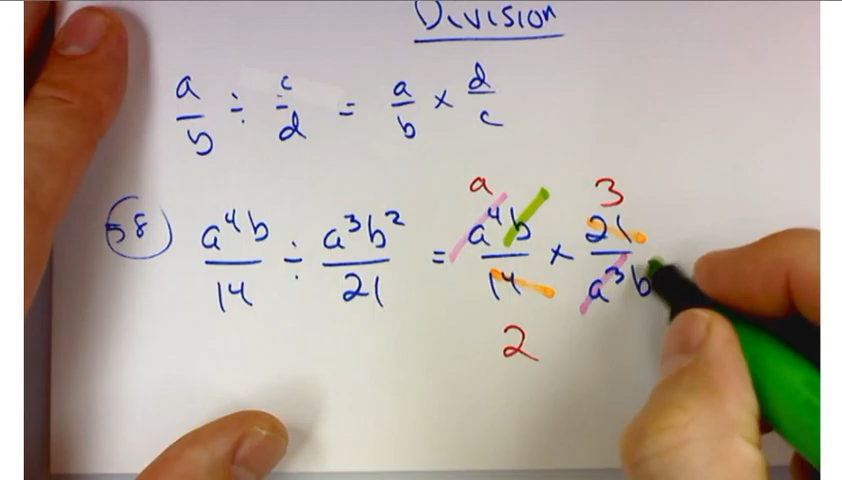 Division
a/b ÷ c/d = a/b × d/c
58) a⁴b/14 ÷ a³b²/21 = a⁴b/14 × 21/a³b
a 3
2